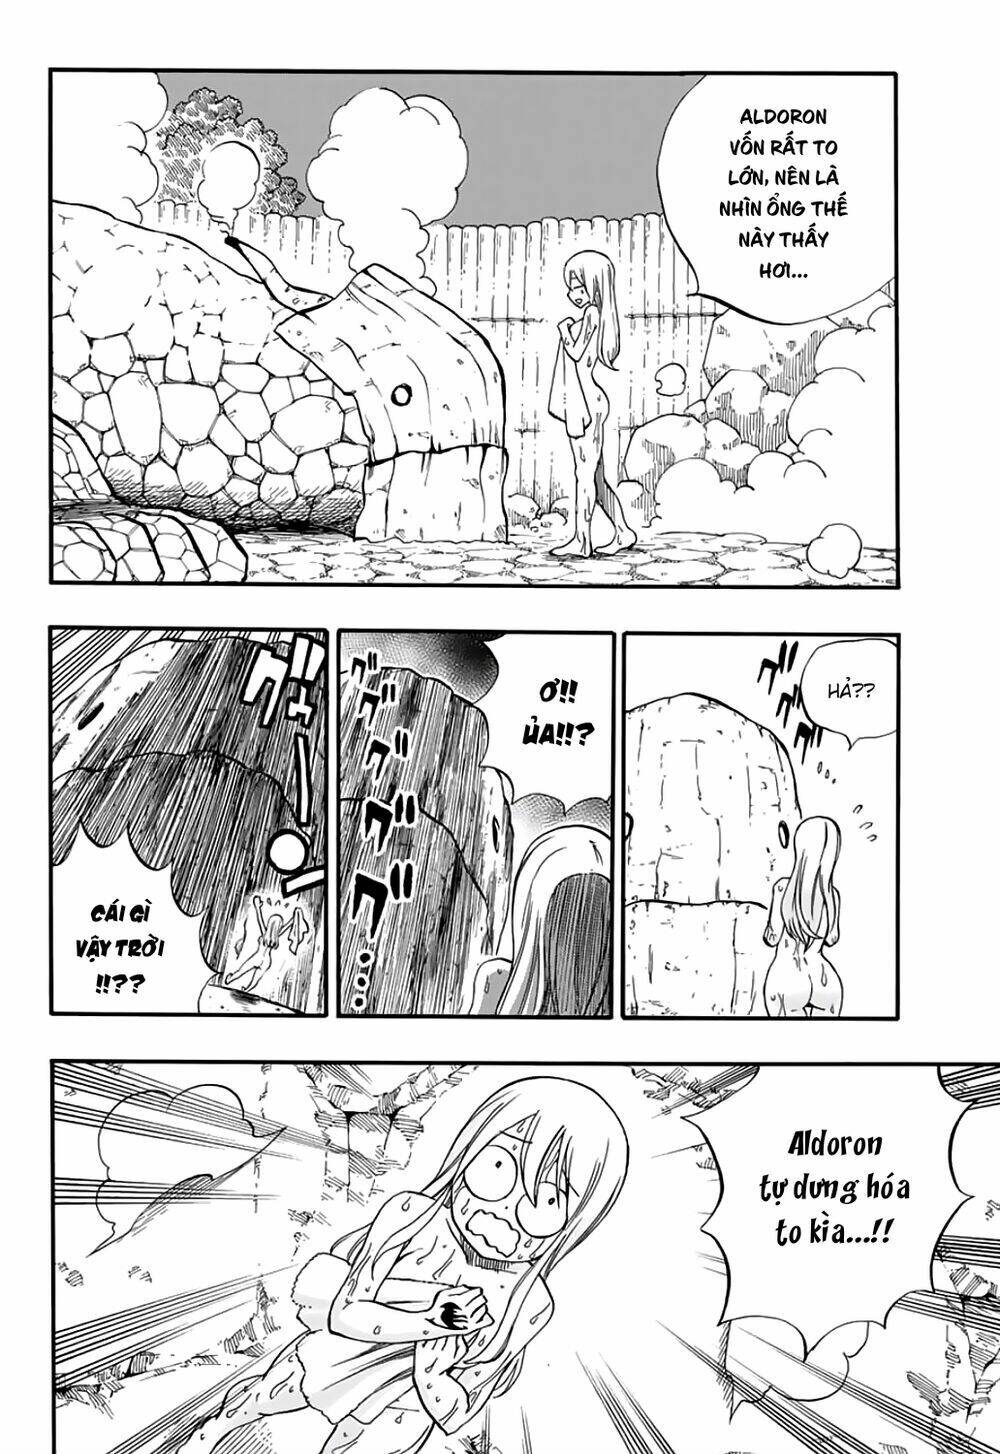 ALDORON
VỐN RẤT TO
LỚN, NÊN LÀ
NHÌN ỔNG THẾ
NÀY THẤY
HƠI...
HẢ??
Ơ!!
ỦA!!?
CÁI GÌ
VẬY TRỜI
!!??
Aldoron
tự dưng hóa
to kìa...!!